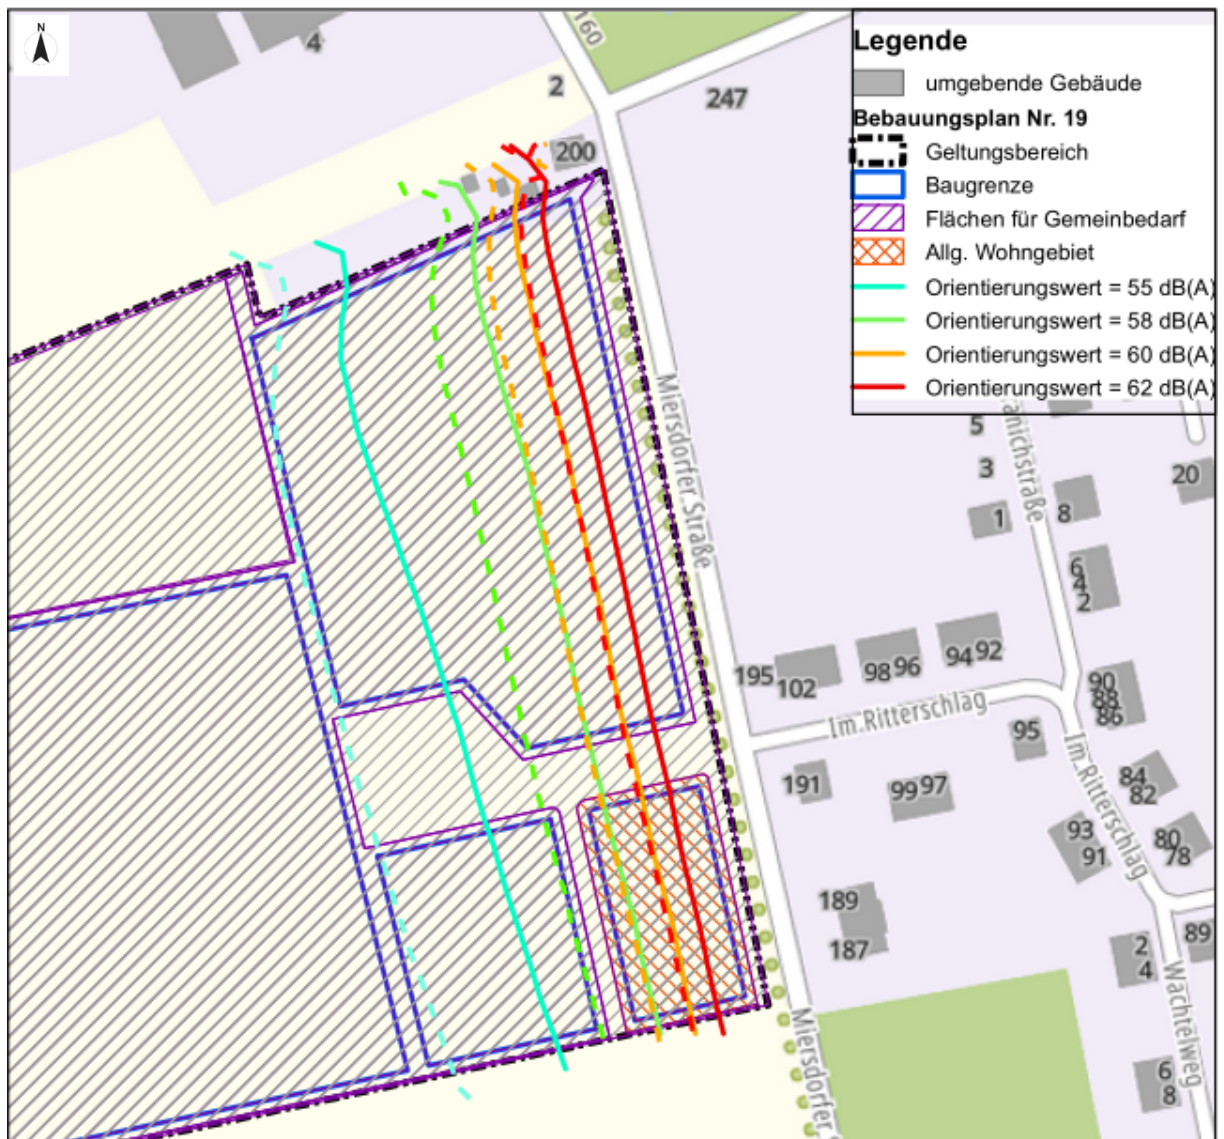 N
4
160
2
247
200
Legende
umgebende Gebäude
Bebauungsplan Nr. 19
Geltungsbereich
Baugrenze
Flächen für Gemeinbedarf
Allg. Wohngebiet
Orientierungswert = 55 dB(A)
Orientierungswert = 58 dB(A)
Orientierungswert = 60 dB(A)
Orientierungswert = 62 dB(A)
Miersdorfer Straße
anichstraße
5
3
1
8
20
6
4
2
195
102
98
96
94
92
90
88
86
Im Ritterschlag
95
191
99
97
Im Ritterschlag
84
82
93
91
80
78
189
187
2
4
89
Wachtelweg
6
8
Miersdorfer S